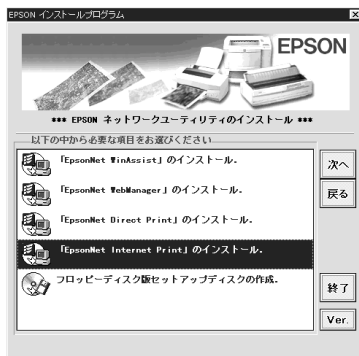 EPSON インストールプログラム
EPSON
*** EPSON ネットワークユーティリティのインストール ***
以下の中から必要な項目をお選びください
「EpsonNet WinAssist」のインストール.
次へ
「EpsonNet WebManager」のインストール.
戻る
「EpsonNet Direct Print」のインストール.
「EpsonNet Internet Print」のインストール.
フロッピーディスク版セットアップディスクの作成.
終了
Ver.